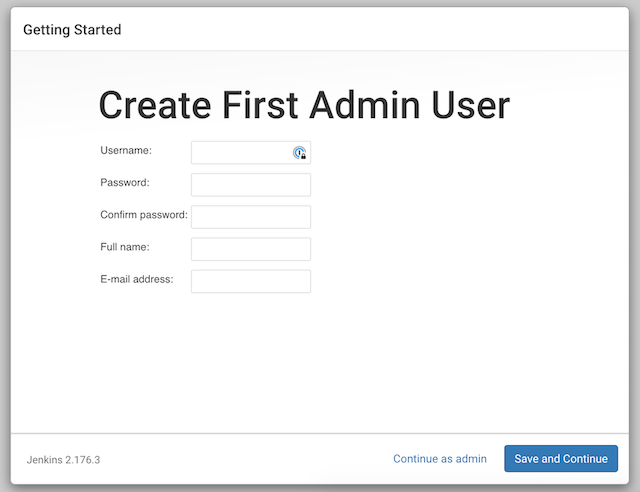 Getting Started
Create First Admin User
Username:
Password:
Confirm password:
Full name:
E-mail address:
Jenkins 2.176.3
Continue as admin
Save and Continue